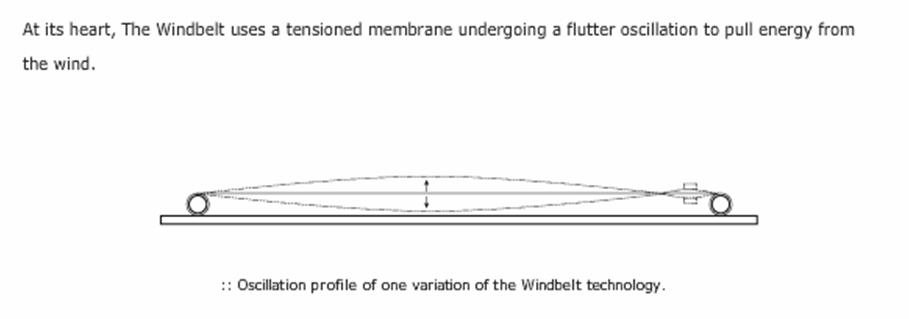 At its heart, The Windbelt uses a tensioned membrane undergoing a flutter oscillation to pull energy from
the wind.
:: Oscillation profile of one variation of the Windbelt technology.